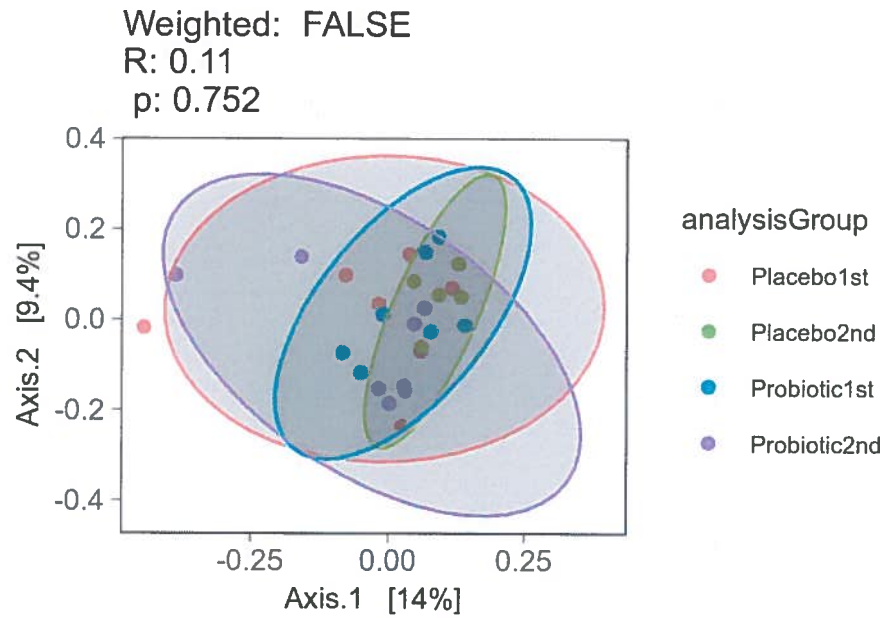 Weighted: FALSE
R: 0.11
p: 0.752
0.4
0.2
0.0
-0.2
-0.4
Axis.2 [9.4%]
-0.25 0.00 0.25
Axis.1 [14%]
analysisGroup
Placebo1st
Placebo2nd
Probiotic1st
Probiotic2nd